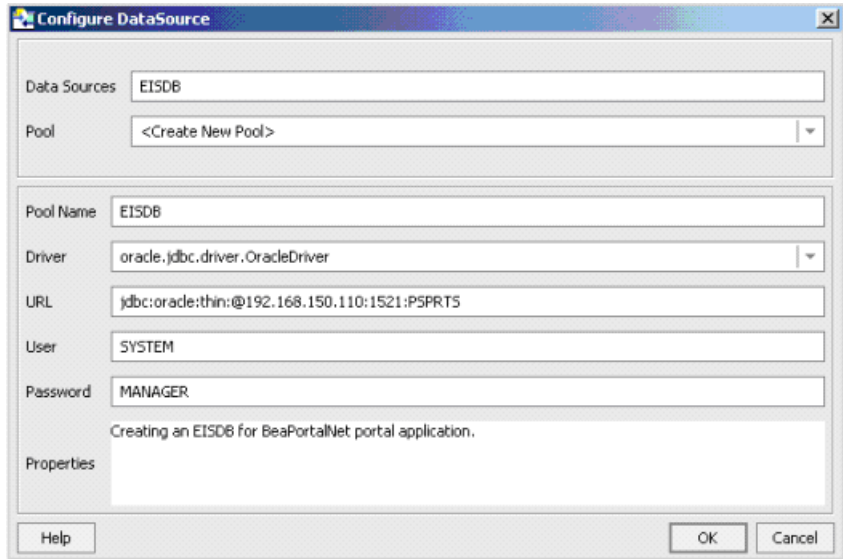 Configure DataSource
Data Sources EISDB
Pool <Create New Pool>
Pool Name EISDB
Driver oracle.jdbc.driver.OracleDriver
URL jdbc:oracle:thin:@192.168.150.110:1521:PSPRTS
User SYSTEM
Password MANAGER
Creating an EISDB for BeaPortalNet portal application.
Properties
Help OK Cancel